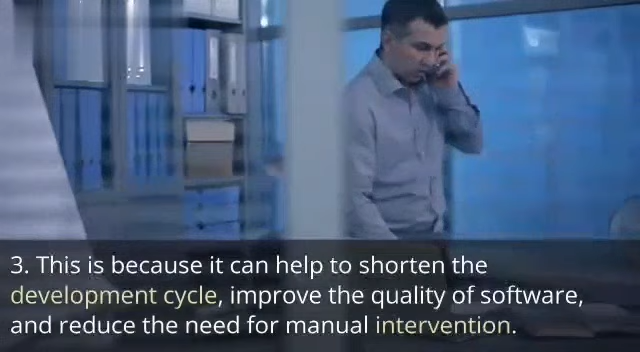 3. This is because it can help to shorten the
development cycle, improve the quality of software,
and reduce the need for manual intervention.